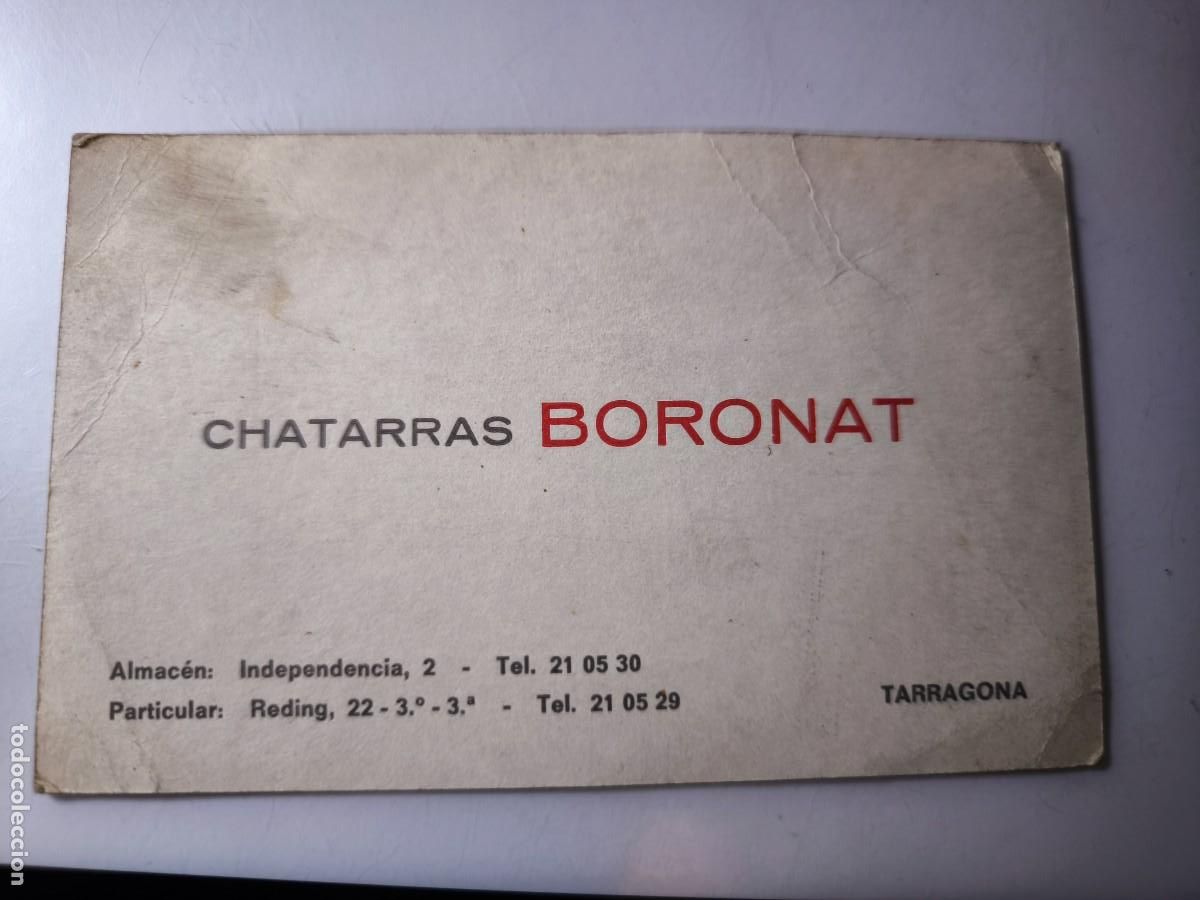 CHATARRAS BORONAT
Almacén: Independencia, 2 - Tel. 21 05 30
Particular: Reding, 22 - 3.º - 3.ª - Tel. 21 05 29
TARRAGONA
todocoleccion